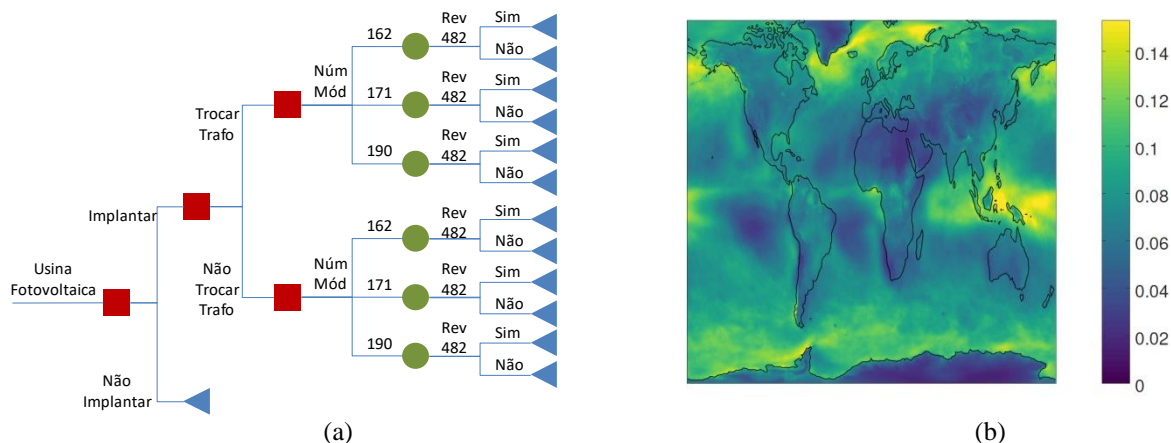 Usina
Fotovoltaica
Implantar
Não
Implantar
Trocar
Trafo
Não
Trocar
Trafo
Núm
Mód
162
Rev
482
Sim
Não
171
Rev
482
Sim
Não
190
Rev
482
Sim
Não
Núm
Mód
162
Rev
482
Sim
Não
171
Rev
482
Sim
Não
190
Rev
482
Sim
Não
(a)
0.14
0.12
0.1
0.08
0.06
0.04
0.02
0
(b)